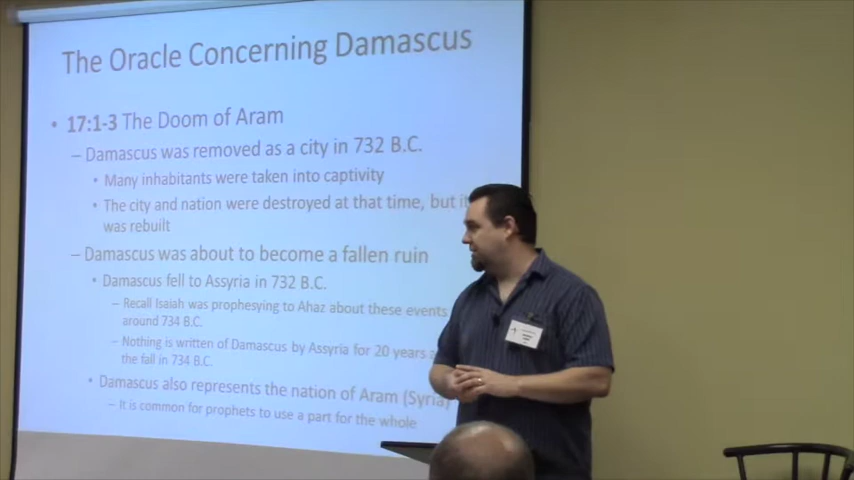 The Oracle Concerning Damascus
• 17:1-3 The Doom of Aram
– Damascus was removed as a city in 732 B.C.
• Many inhabitants were taken into captivity
• The city and nation were destroyed at that time, but it
was rebuilt
– Damascus was about to become a fallen ruin
• Damascus fell to Assyria in 732 B.C.
– Recall Isaiah was prophesying to Ahaz about these events
around 734 B.C.
– Nothing is written of Damascus by Assyria for 20 years
the fall in 734 B.C.
• Damascus also represents the nation of Aram (Syria)
– It is common for prophets to use a part for the whole